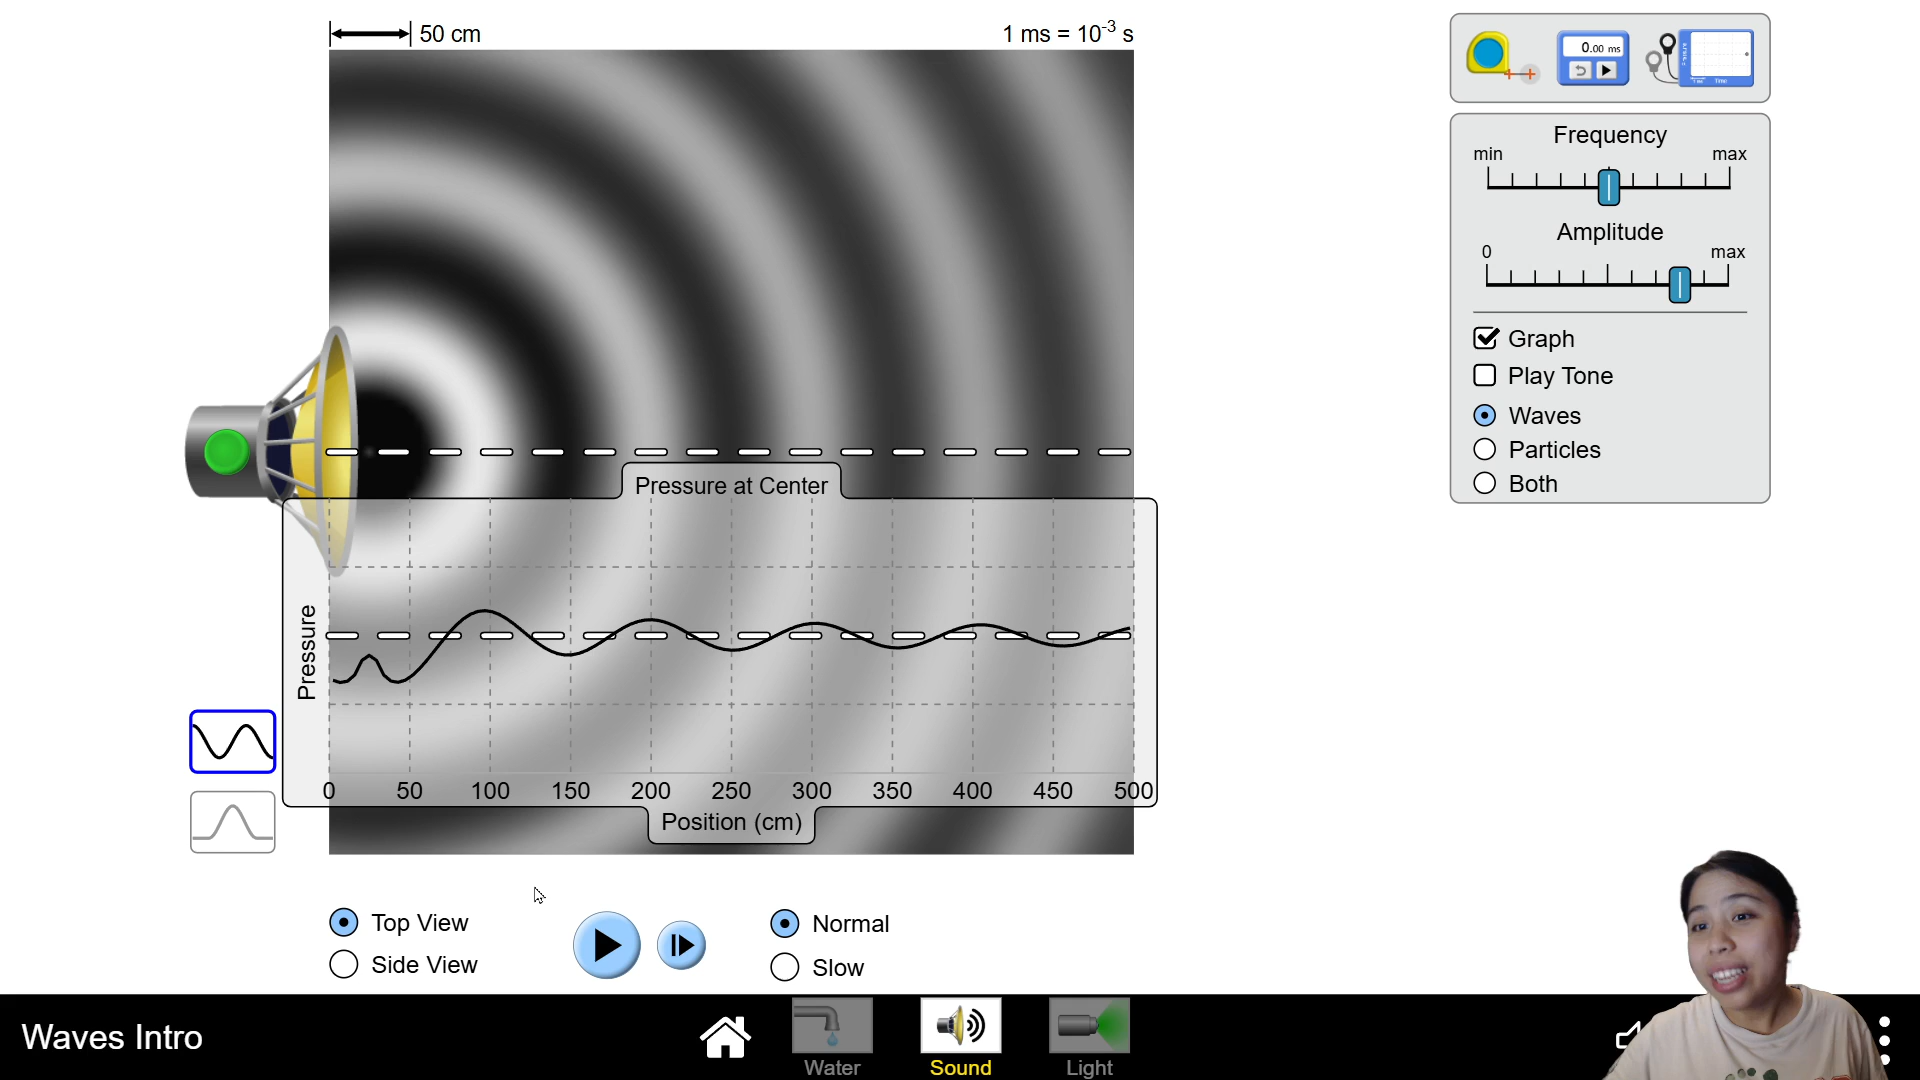 50 cm
1 ms = 10⁻³ s
0.00 ms
Frequency
min max
Amplitude
0 max
Graph
Play Tone
Waves
Particles
Both
Pressure at Center
Pressure
0 50 100 150 200 250 300 350 400 450 500
Position (cm)
Top View
Side View
Normal
Slow
Waves Intro
Water
Sound
Light